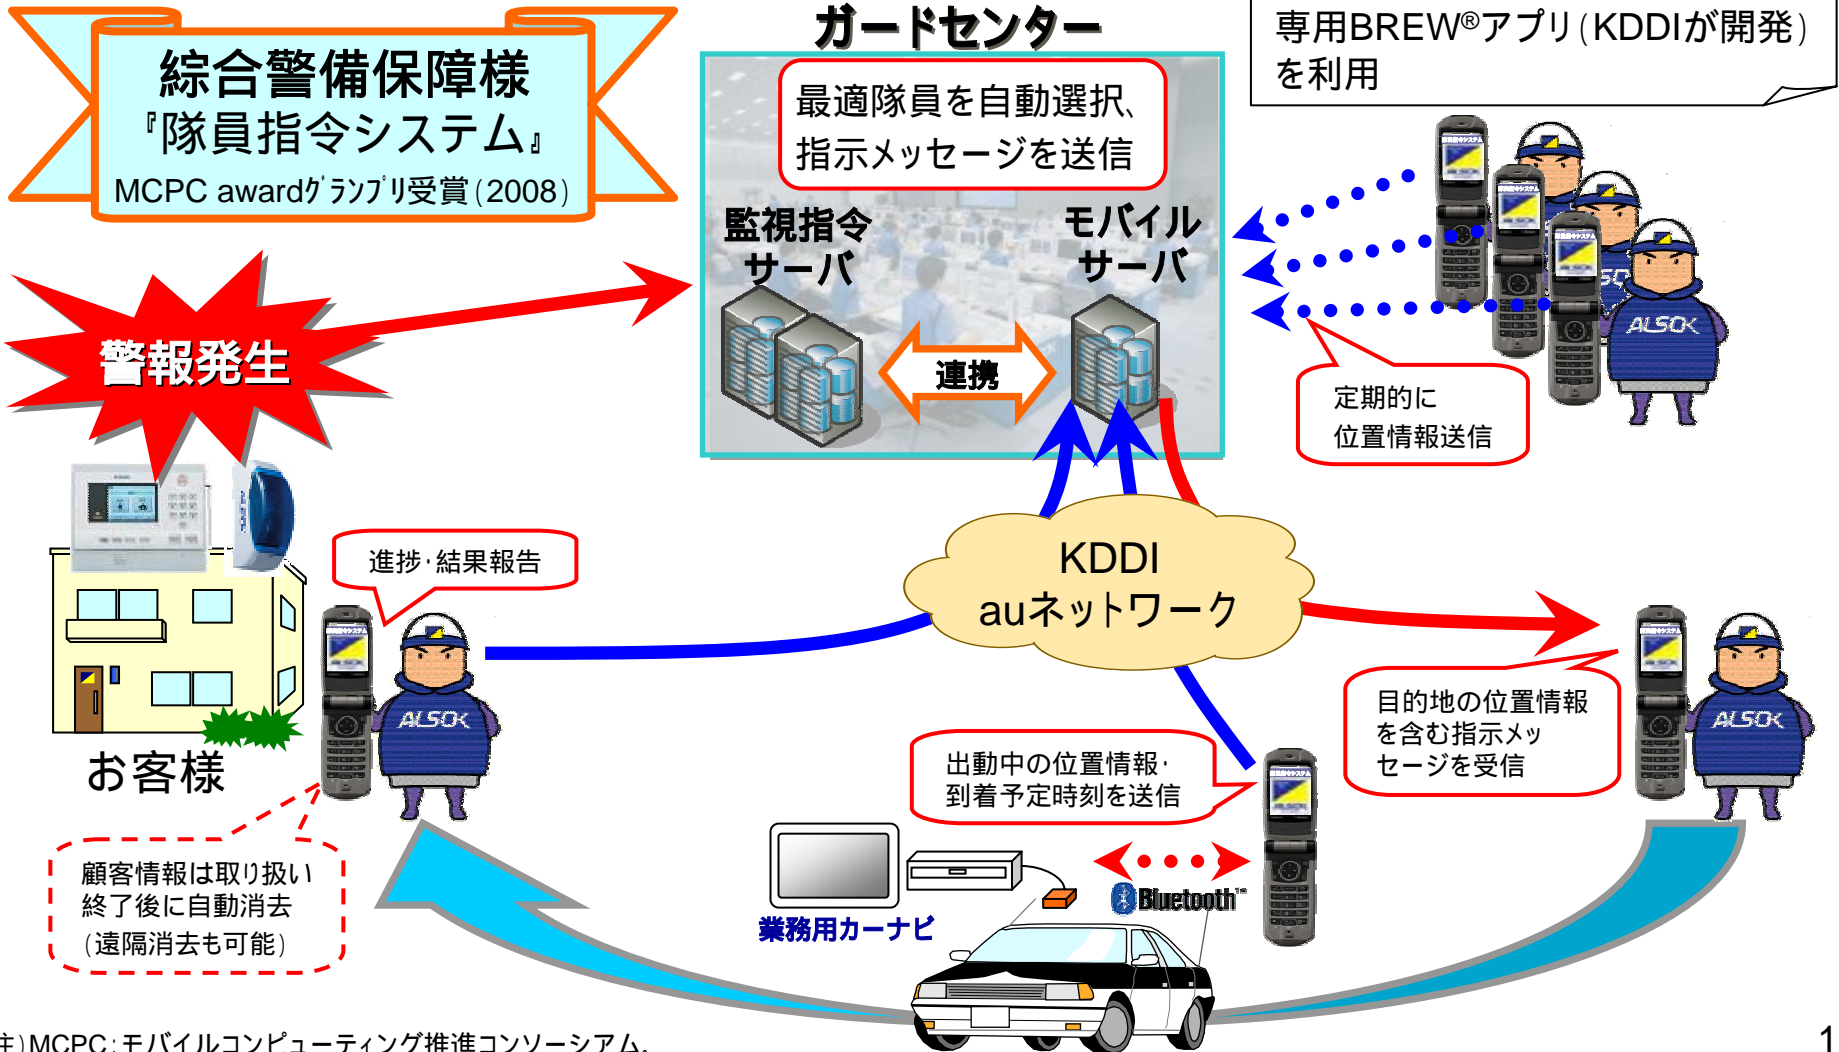 綜合警備保障様
『隊員指令システム』
MCPC awardグランプリ受賞(2008)
ガードセンター
最適隊員を自動選択、
指示メッセージを送信
専用BREW®アプリ(KDDIが開発)
を利用
監視指令
サーバ
モバイル
サーバ
連携
警報発生
ALSOK
定期的に
位置情報送信
進捗・結果報告
KDDI
auネットワーク
お客様
ALSOK
目的地の位置情報
を含む指示メッ
セージを受信
ALSOK
出動中の位置情報・
到着予定時刻を送信
顧客情報は取り扱い
終了後に自動消去
(遠隔消去も可能)
業務用カーナビ
Bluetooth™
注)MCPC:モバイルコンピューティング推進コンソーシアム.
1